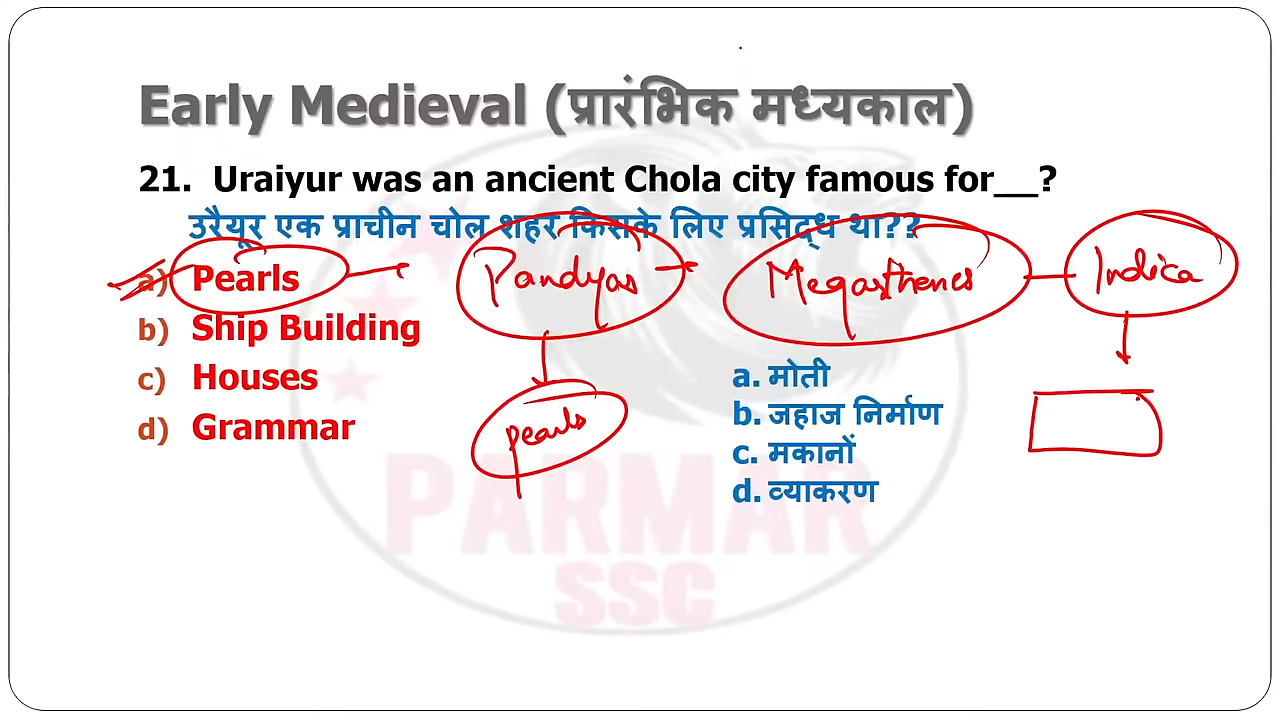 Early Medieval (प्रारंभिक मध्यकाल)
21. Uraiyur was an ancient Chola city famous for__?
उरैयूर एक प्राचीन चोल शहर किसके लिए प्रसिद्ध था??
a) Pearls
Pandyas
Megasthenes
Indica
b) Ship Building
c) Houses
d) Grammar
pearls
a. मोती
b. जहाज निर्माण
c. मकानों
d. व्याकरण
PARMAR
SSC